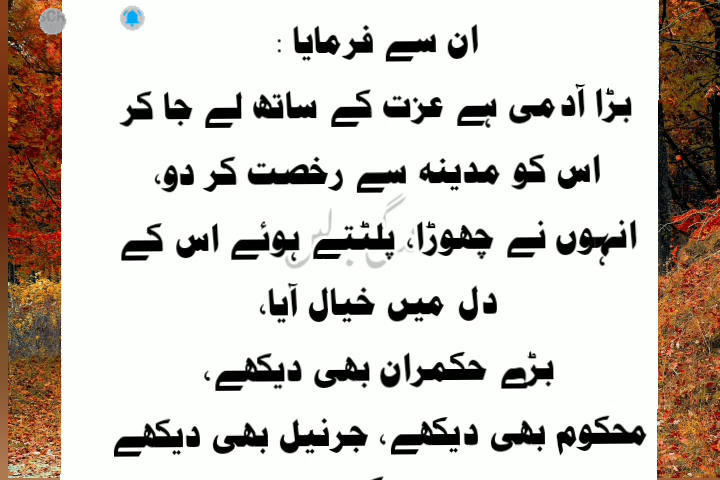 ان سے فرمایا :
بڑا آدمی ہے عزت کے ساتھ لے جا کر
اس کو مدینہ سے رخصت کر دو،
انہوں نے چھوڑا، پلٹتے ہوئے اس کے
دل میں خیال آیا،
بڑے حکمران بھی دیکھے،
محکوم بھی دیکھے، جرنیل بھی دیکھے